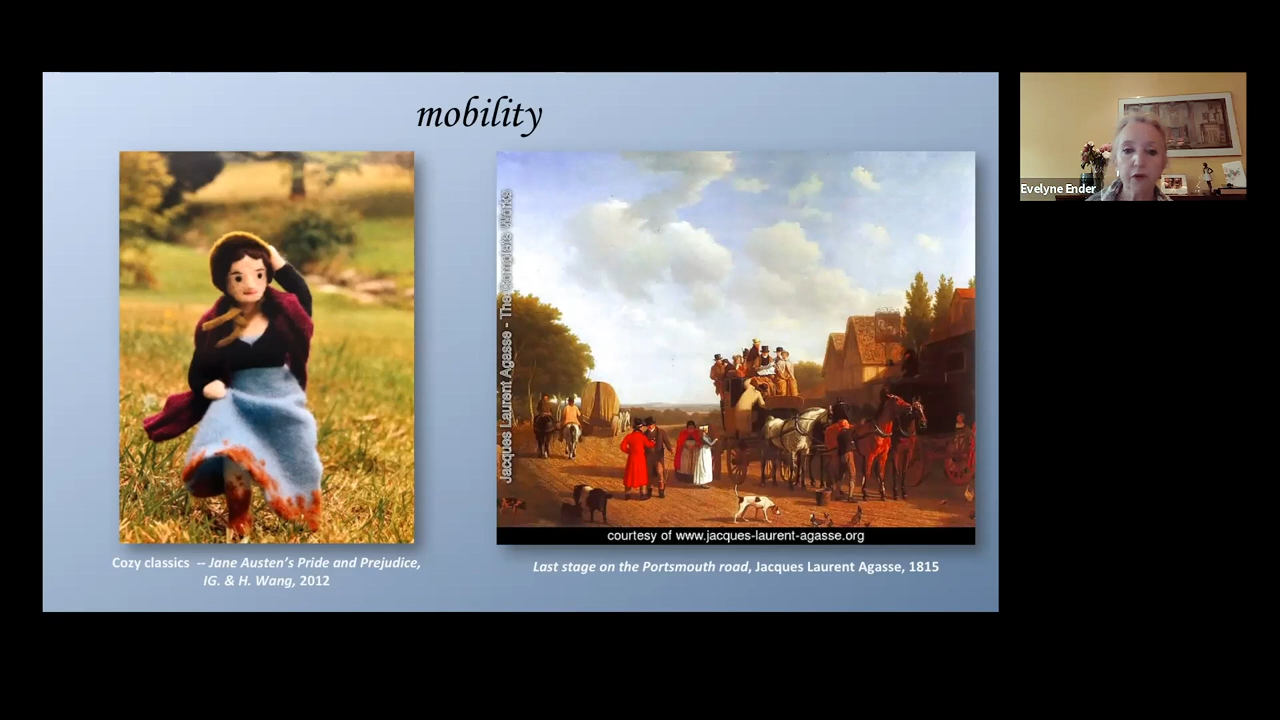 mobility
Jacques Laurent Agasse - The Complete Works
courtesy of www.jacques-laurent-agasse.org
Cozy classics -- Jane Austen's Pride and Prejudice,
IG. & H. Wang, 2012
Last stage on the Portsmouth road, Jacques Laurent Agasse, 1815
Evelyne Ender